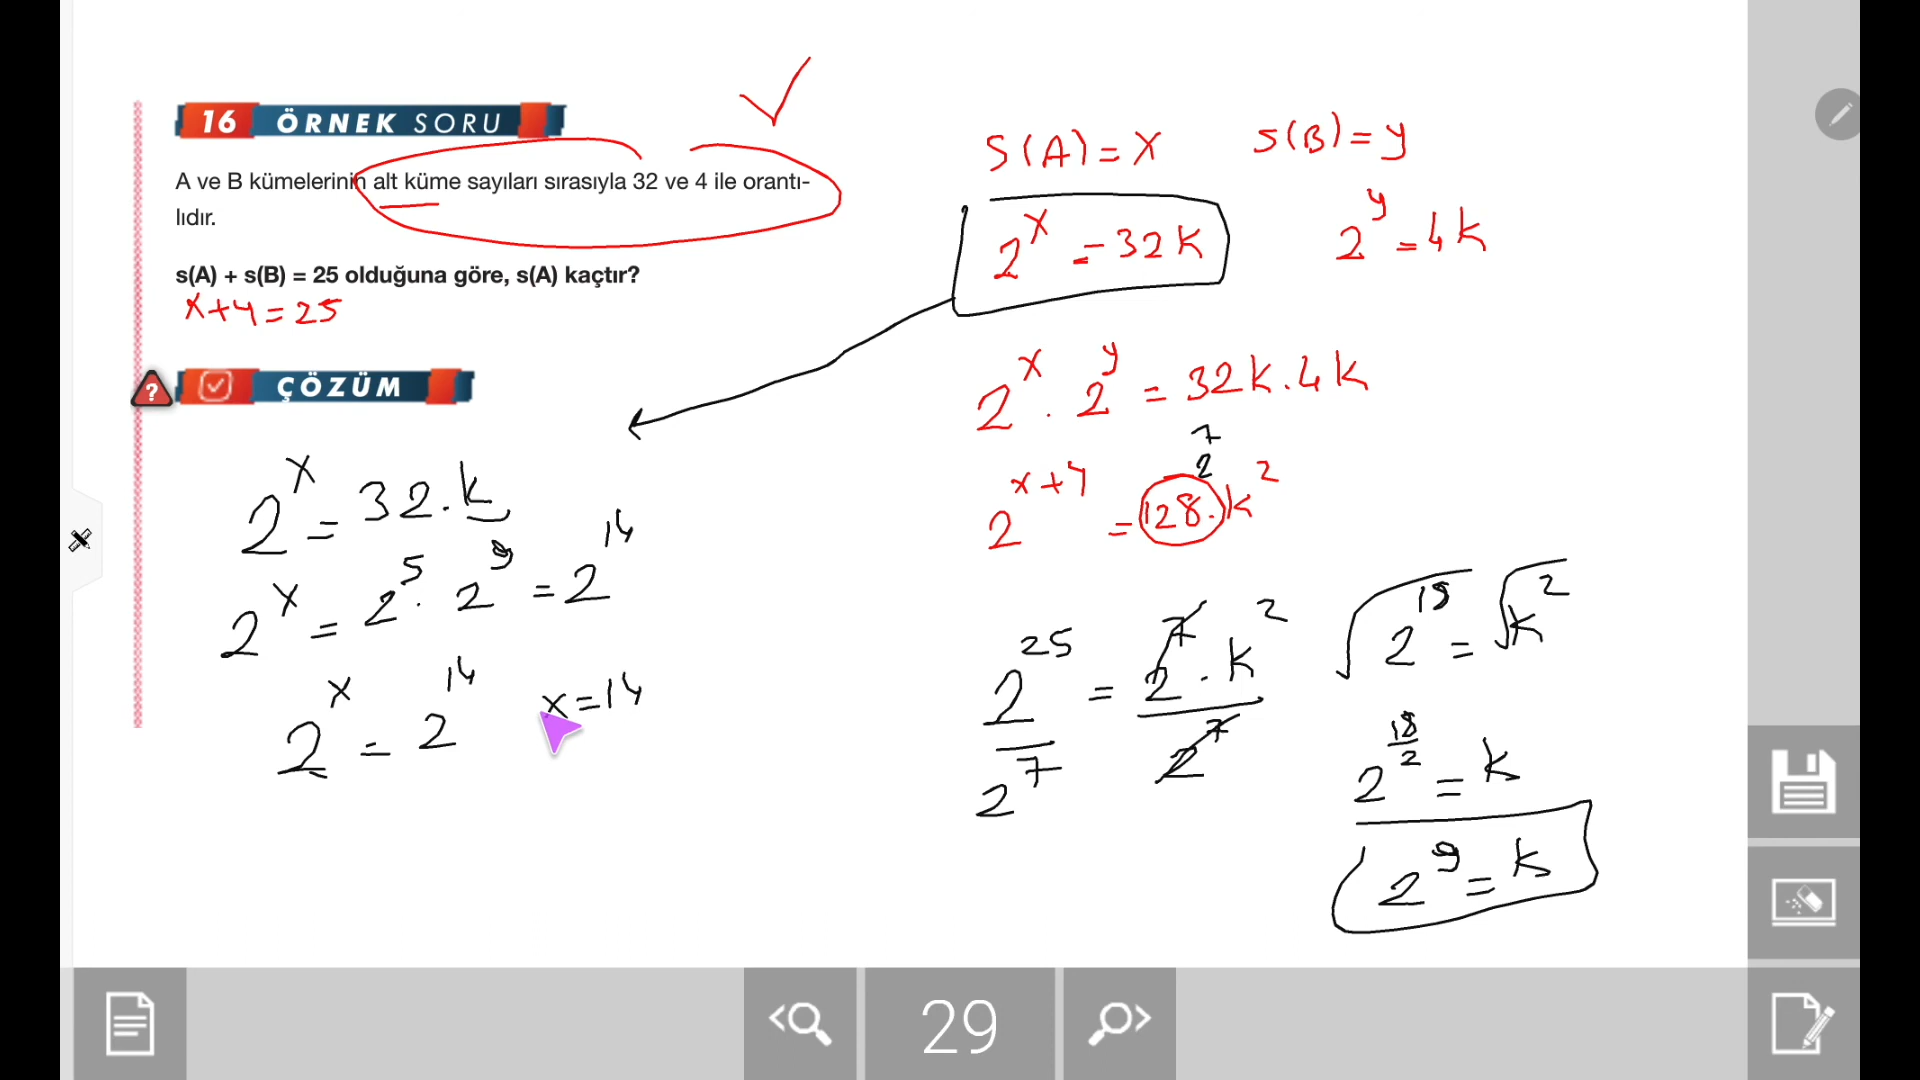 16 ÖRNEK SORU
A ve B kümelerinin alt küme sayıları sırasıyla 32 ve 4 ile orantı-
lıdır.
s(A) + s(B) = 25 olduğuna göre, s(A) kaçtır?
x+y=25
? ÇÖZÜM
2^x = 32.k
2^x = 2^5 . 2^9 = 2^14
2^x = 2^14 x=14
S(A)=x S(B)=y
2^x = 32k 2^y = 4k
2^x . 2^y = 32k.4k
2^7
2^x+y = 128.k^2
2^25 / 2^7 = 2^7 . k^2 / 2^7
√2^18 = √k^2
2^18/2 = k
2^9 = k
29